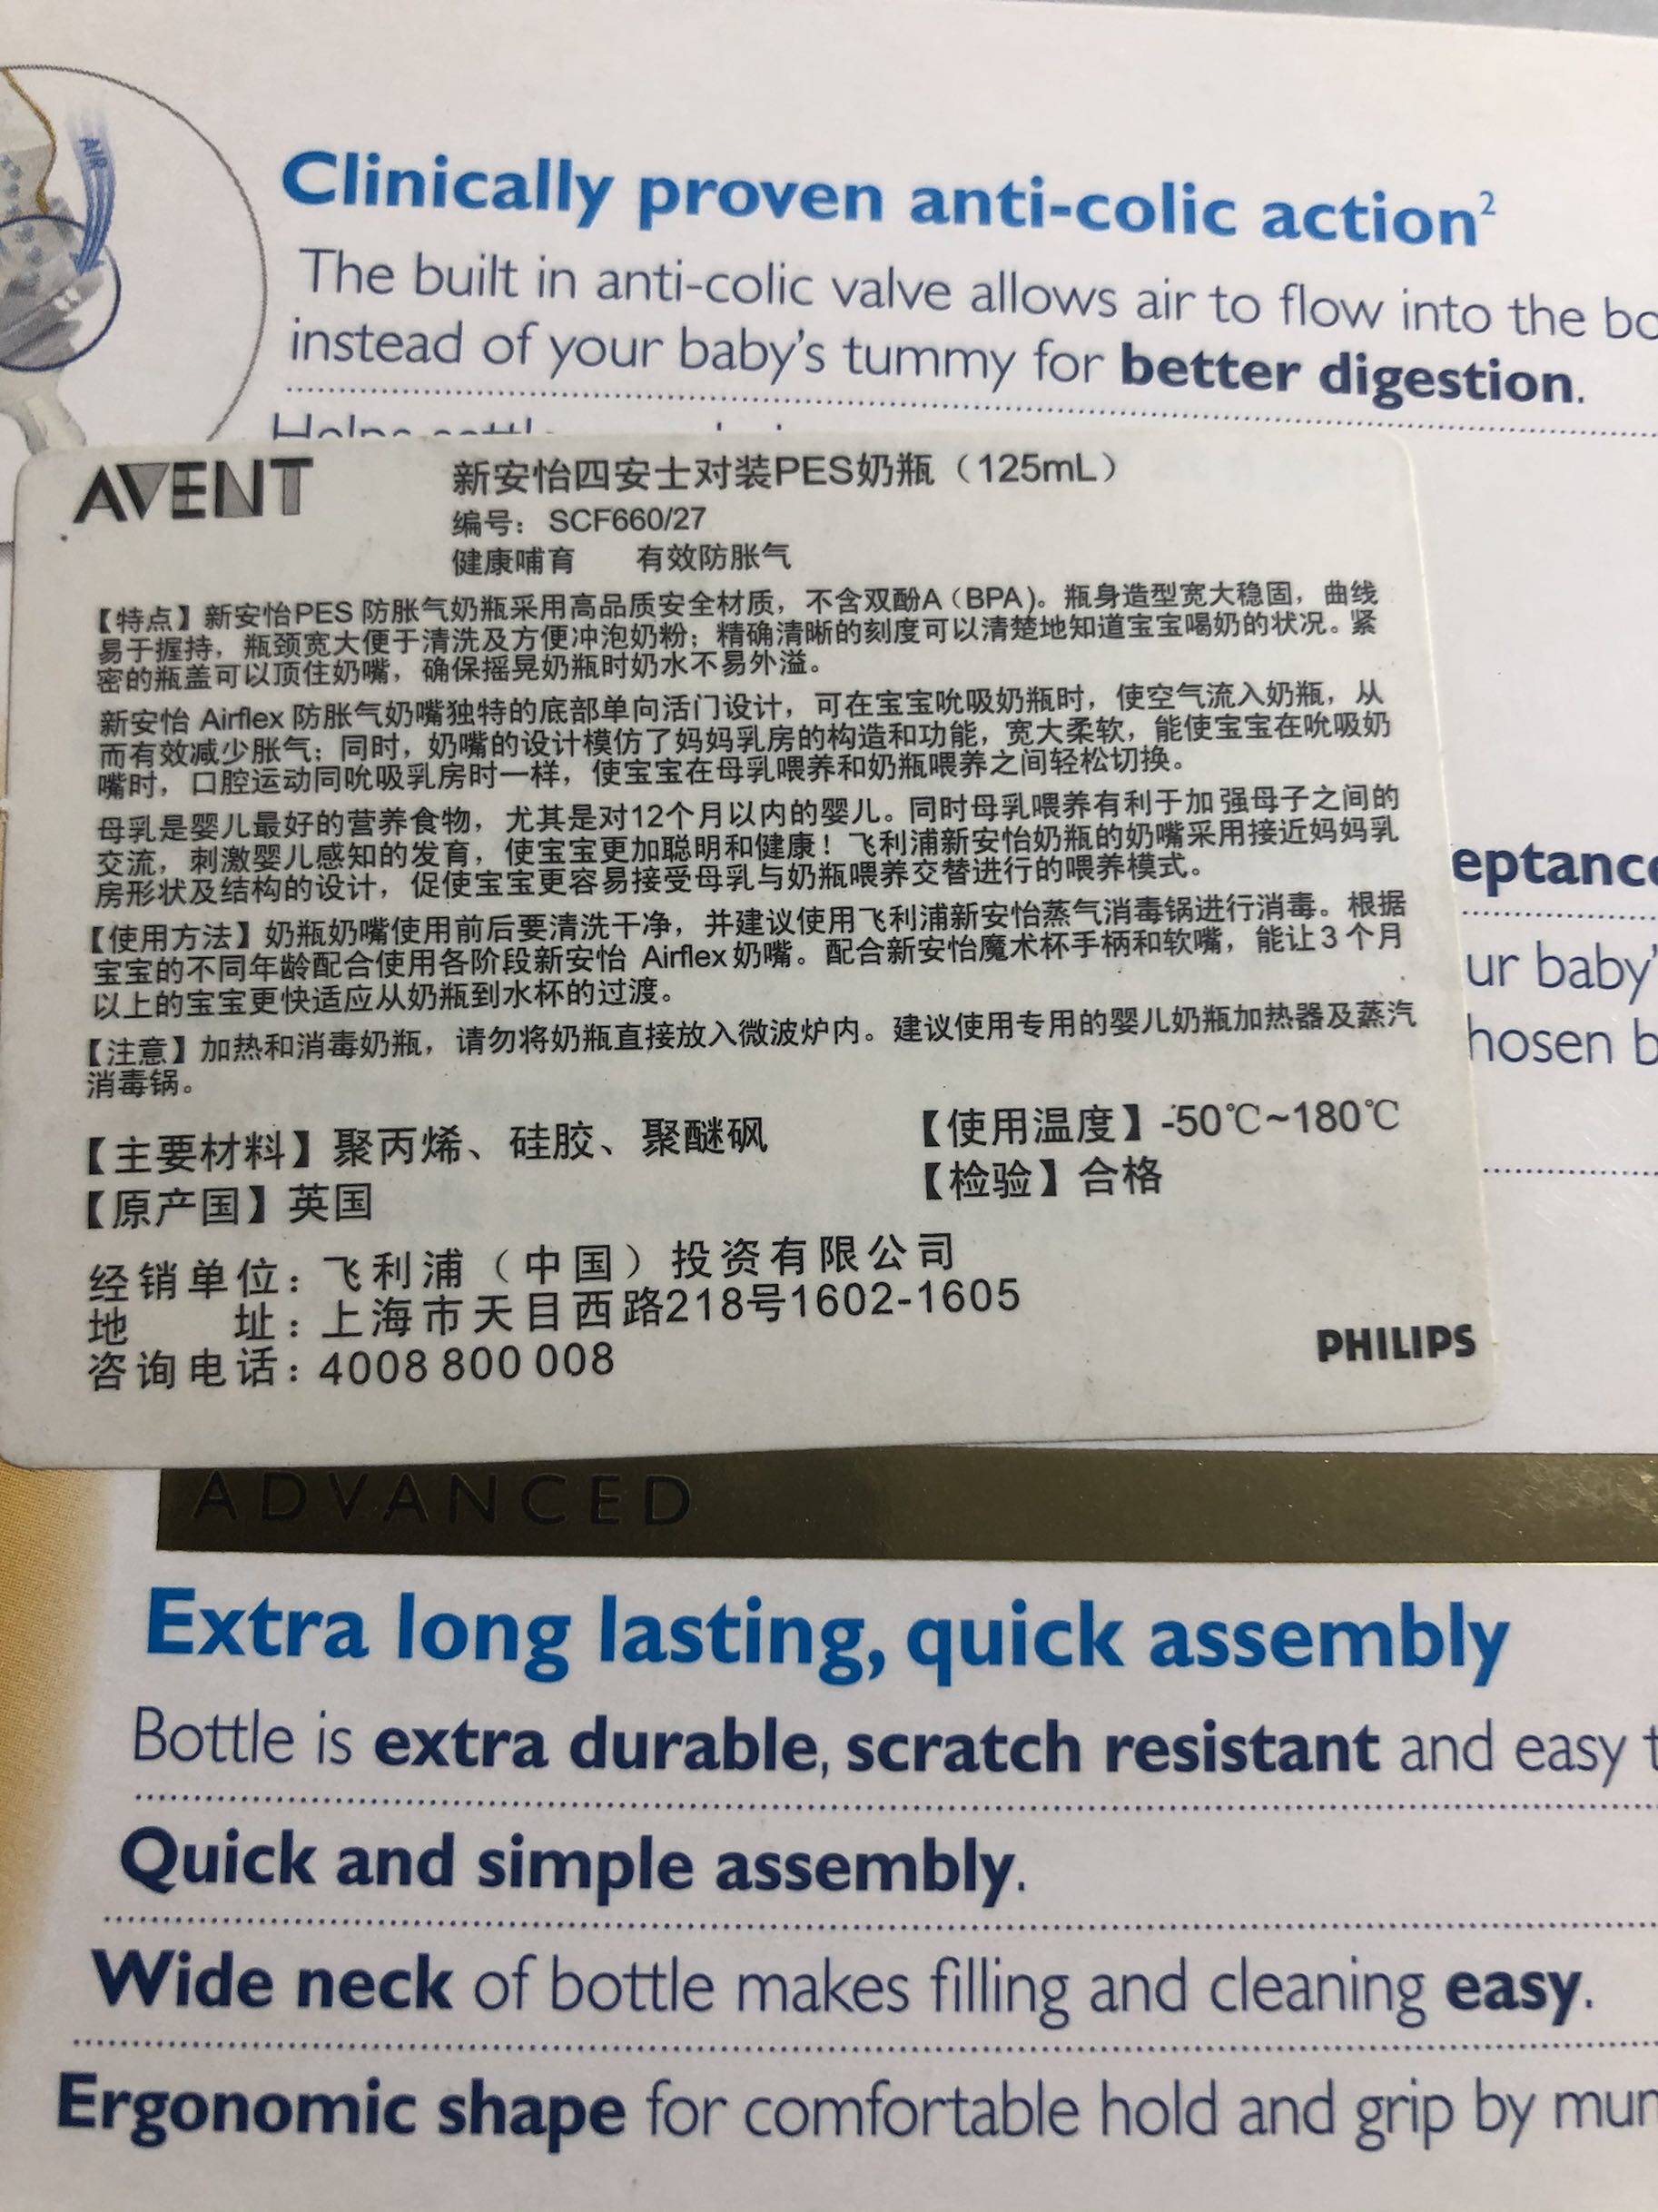 AIR
Clinically proven anti-colic action²
The built in anti-colic valve allows air to flow into the
instead of your baby's tummy for better digestion.
AVENT
新安怡四安士对装PES奶瓶（125mL）
编号：SCF660/27
健康哺育 有效防胀气
【特点】新安怡PES 防胀气奶瓶采用高品质安全材质，不含双酚A（BPA）。瓶身造型宽大稳固，曲线
易于握持，瓶颈宽大便于清洗及方便冲泡奶粉；精确清晰的刻度可以清楚地知道宝宝喝奶的状况。紧
密的瓶盖可以顶住奶嘴，确保摇晃奶瓶时奶水不易外溢。
新安怡 Airflex 防胀气奶嘴独特的底部单向活门设计，可在宝宝吮吸奶瓶时，使空气流入奶瓶，从
而有效减少胀气；同时，奶嘴的设计模仿了妈妈乳房的构造和功能，宽大柔软，能使宝宝在吮吸奶
嘴时，口腔运动同吮吸乳房时一样，使宝宝在母乳喂养和奶瓶喂养之间轻松切换。
母乳是婴儿最好的营养食物，尤其是对12个月以内的婴儿。同时母乳喂养有利于加强母子之间的
交流，刺激婴儿感知的发育，使宝宝更加聪明和健康！飞利浦新安怡奶瓶的奶嘴采用接近妈妈乳
房形状及结构的设计，促使宝宝更容易接受母乳与奶瓶喂养交替进行的喂养模式。
【使用方法】奶瓶奶嘴使用前后要清洗干净，并建议使用飞利浦新安怡蒸气消毒锅进行消毒。根据
宝宝的不同年龄配合使用各阶段新安怡 Airflex 奶嘴。配合新安怡魔术杯手柄和软嘴，能让3个月
以上的宝宝更快适应从奶瓶到水杯的过渡。
【注意】加热和消毒奶瓶，请勿将奶瓶直接放入微波炉内。建议使用专用的婴儿奶瓶加热器及蒸汽
消毒锅。
【主要材料】聚丙烯、硅胶、聚醚砜 【使用温度】-50℃~180℃
【原产国】英国 【检验】合格
经销单位：飞利浦（中国）投资有限公司
地 址：上海市天目西路218号1602-1605
咨询电话：4008 800 008
PHILIPS
eptance
ur baby'
hosen b
ADVANCED
Extra long lasting, quick assembly
Bottle is extra durable, scratch resistant and easy
Quick and simple assembly.
Wide neck of bottle makes filling and cleaning easy.
Ergonomic shape for comfortable hold and grip by